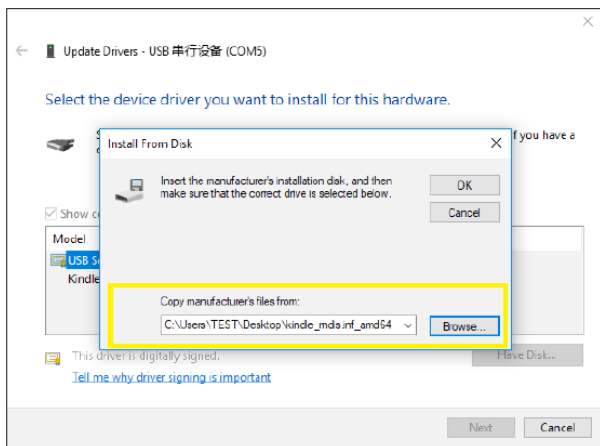 Update Drivers - USB 串行设备 (COM5)
Select the device driver you want to install for this hardware.
f you have a
Install From Disk
Insert the manufacturer's installation disk, and then
make sure that the correct drive is selected below.
OK
Cancel
Show c
Model
USB S
Kindle
Copy manufacturer's files from:
C:\Users\TEST\Desktop\kindle_rndis.inf_amd64
Browse...
This driver is digitally signed.
Have Disk...
Tell me why driver signing is important
Next
Cancel